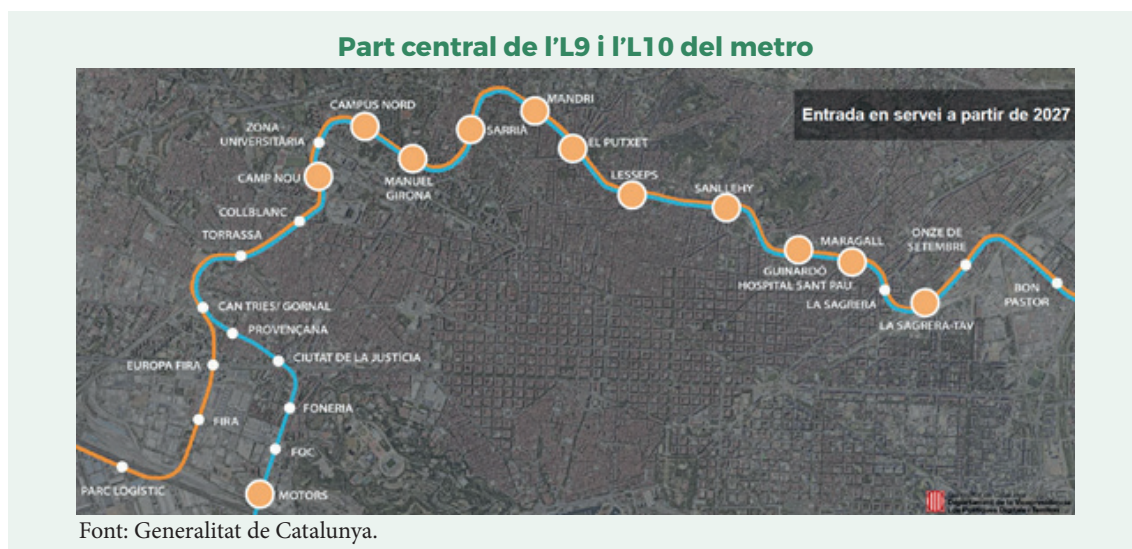 Part central de l'L9 i l'L10 del metro
Entrada en servei a partir de 2027
CAMPUS NORD
MANDRI
ZONA
UNIVERSITÀRIA
SARRIÀ
EL PUTXET
CAMP NOU
MANUEL
GIRONA
LESSEPS
SANLLEHY
COLLBLANC
TORRASSA
MARAGALL
ONZE DE
SETEMBRE
GUINARDÓ
HOSPITAL SANT PAU
LA SAGRERA
BON
PASTOR
LA SAGRERA-TAV
CAN TRIES/ GORNAL
PROVENÇANA
EUROPA FIRA
CIUTAT DE LA JUSTÍCIA
FONERIA
FIRA
FOC
PARC LOGÍSTIC
MOTORS
Font: Generalitat de Catalunya.